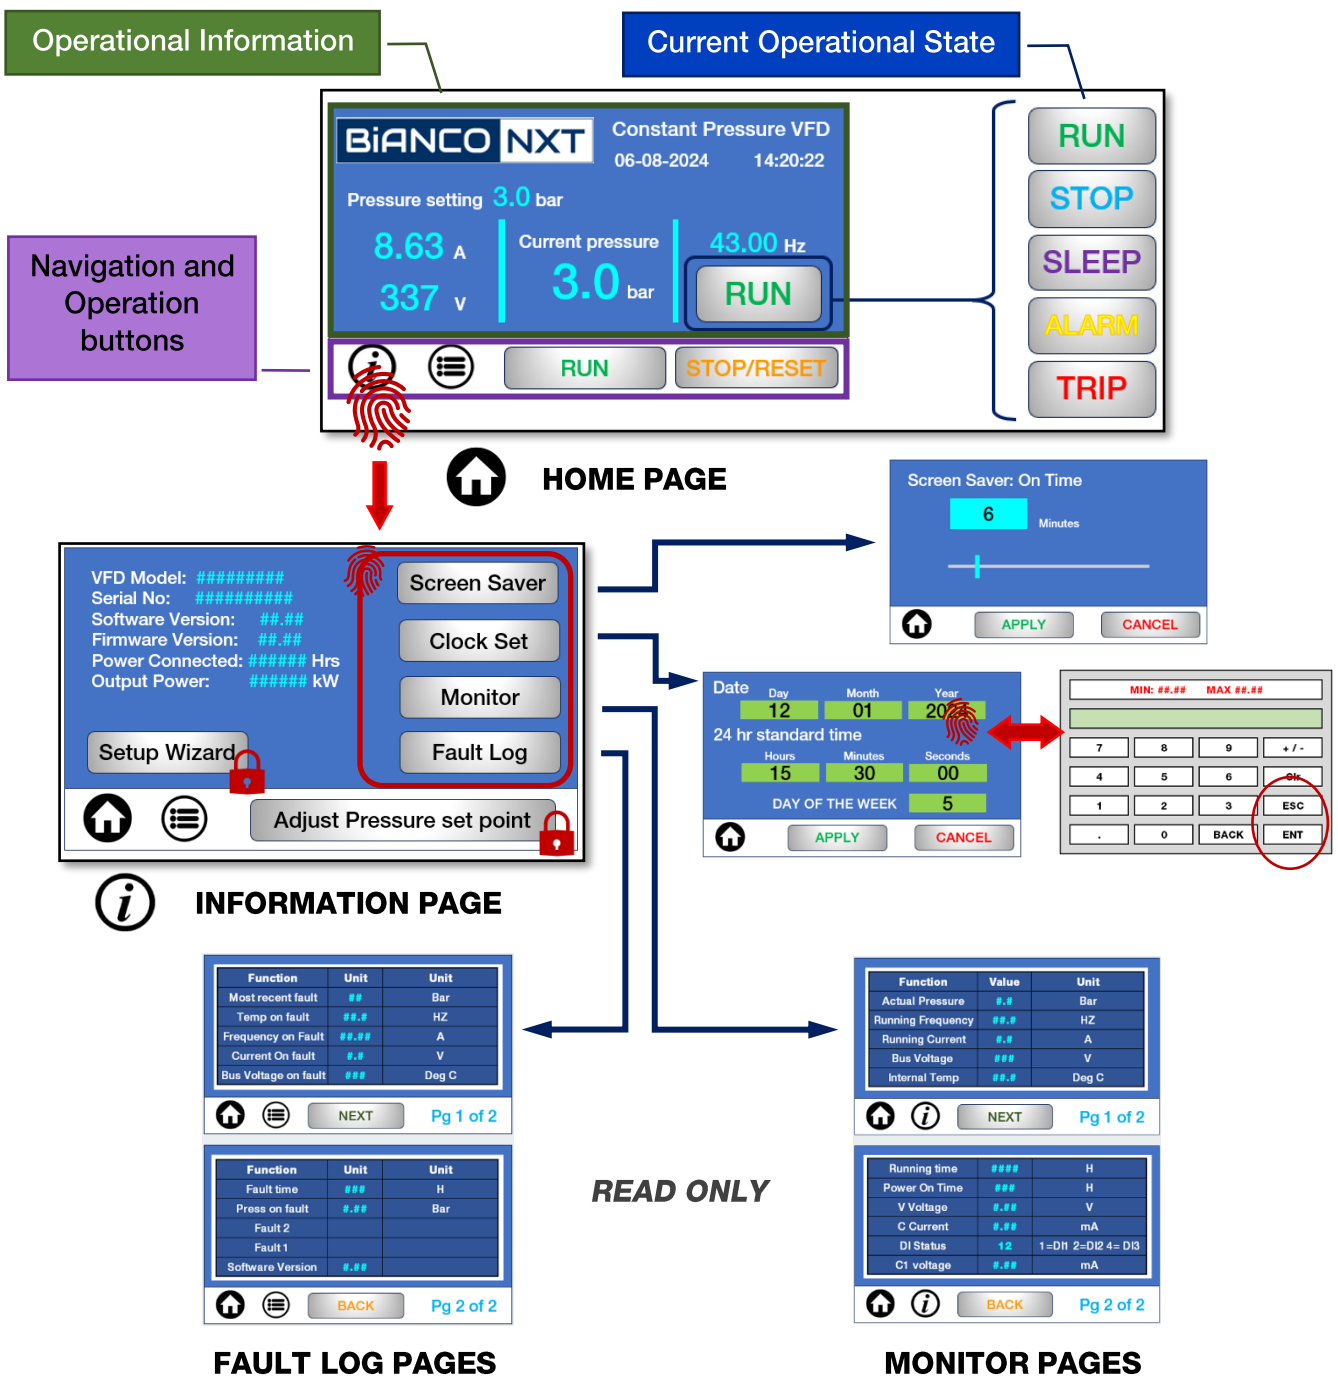 Operational Information
Current Operational State
BiANCO NXT
Constant Pressure VFD
06-08-2024 14:20:22
Pressure setting 3.0 bar
8.63 A
337 V
Current pressure
3.0 bar
43.00 Hz
RUN
RUN
STOP
SLEEP
ALARM
TRIP
Navigation and
Operation
buttons
i
RUN
STOP/RESET
HOME PAGE
Screen Saver: On Time
6
Minutes
APPLY
CANCEL
VFD Model: #########
Serial No: ##########
Software Version: ##.##
Firmware Version: ##.##
Power Connected: ###### Hrs
Output Power: ###### kW
Screen Saver
Clock Set
Monitor
Fault Log
Setup Wizard
Adjust Pressure set point
i
INFORMATION PAGE
Date
Day Month Year
12 01 2024
24 hr standard time
Hours Minutes Seconds
15 30 00
DAY OF THE WEEK 5
APPLY
CANCEL
MIN: ##.## MAX ##.##
7 8 9 + / -
4 5 6 Clr
1 2 3 ESC
. 0 BACK ENT
Function Unit Unit
Most recent fault ## Bar
Temp on fault ##.# HZ
Frequency on Fault ##.## A
Current On fault #.# V
Bus Voltage on fault ### Deg C
NEXT
Pg 1 of 2
Function Unit Unit
Fault time ### H
Press on fault #.## Bar
Fault 2
Fault 1
Software Version #.##
BACK
Pg 2 of 2
FAULT LOG PAGES
READ ONLY
Function Value Unit
Actual Pressure #.# Bar
Running Frequency ##.# HZ
Running Current #.# A
Bus Voltage ### V
Internal Temp ##.# Deg C
i
NEXT
Pg 1 of 2
Running time #### H
Power On Time ### H
V Voltage #.## V
C Current #.## mA
DI Status 12 1=DI1 2=DI2 4= DI3
C1 voltage #.## mA
i
BACK
Pg 2 of 2
MONITOR PAGES